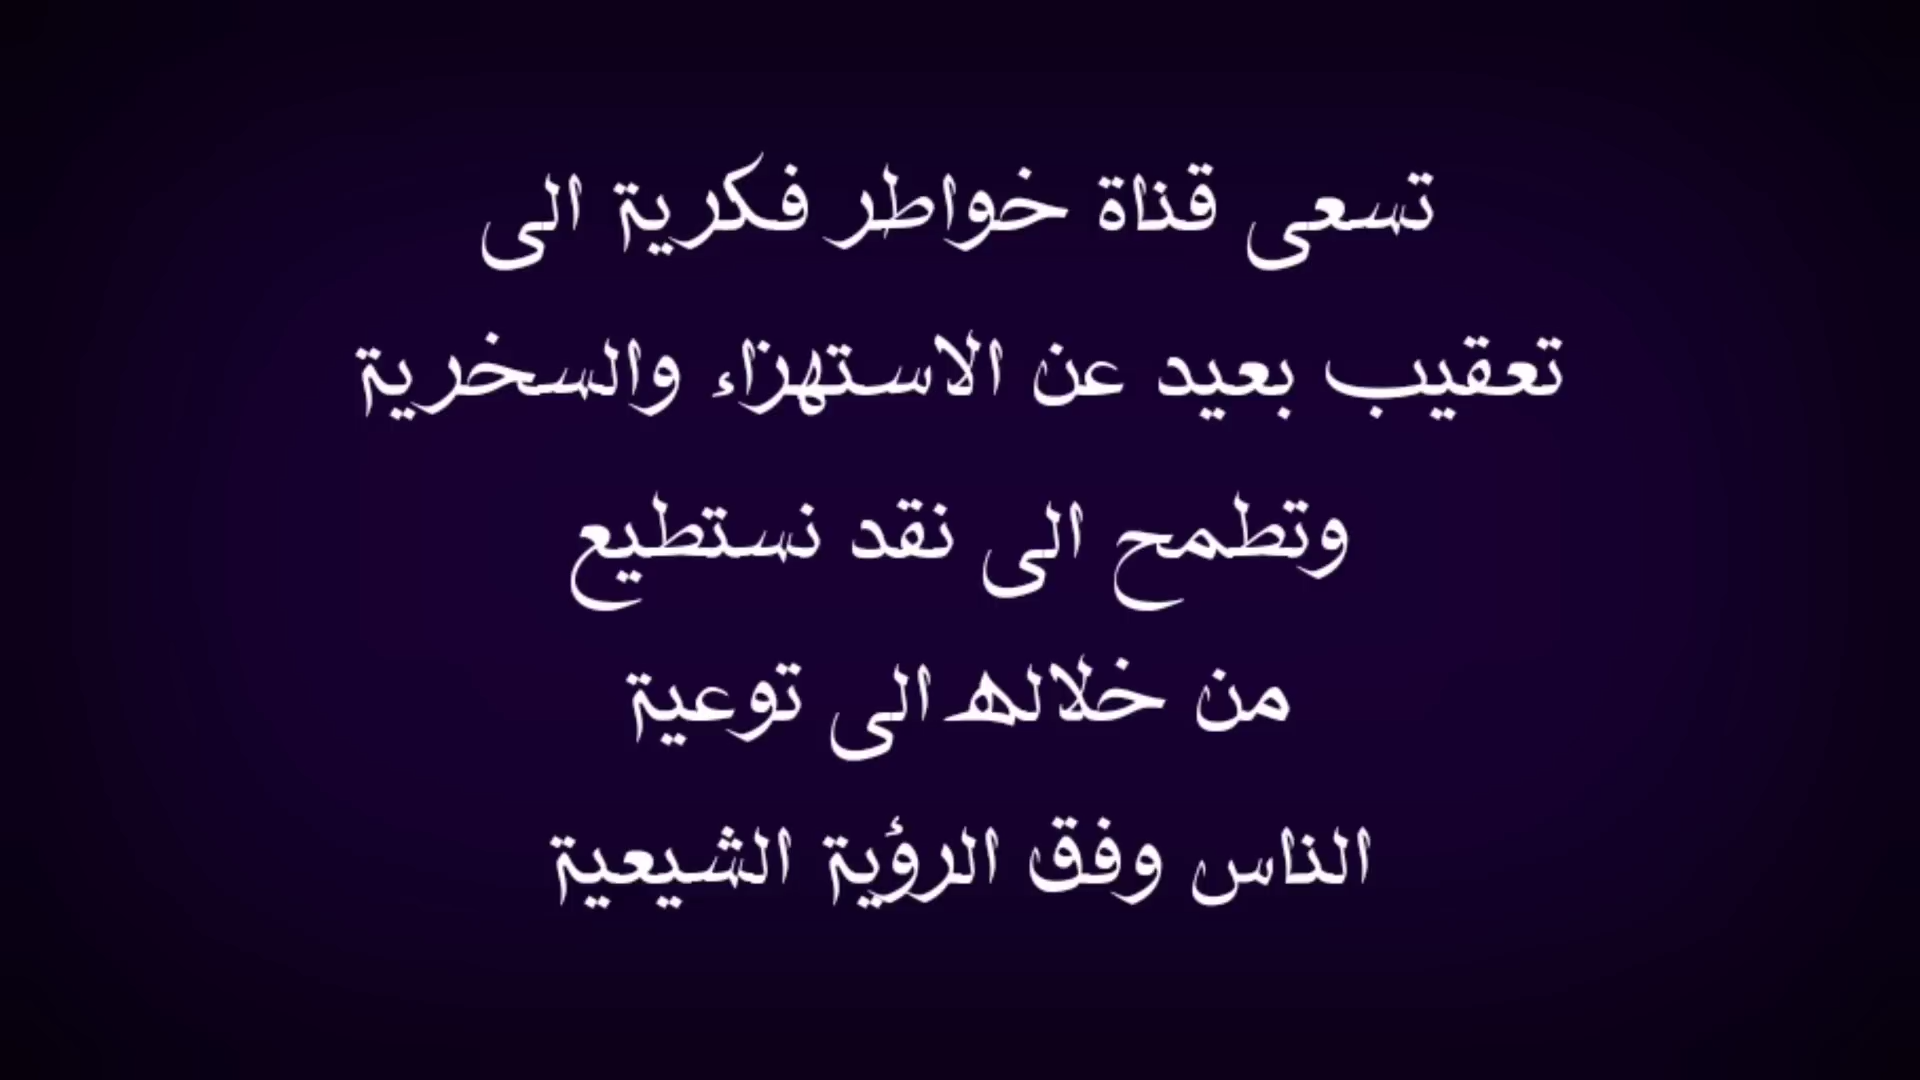 تسعى قناة خواطر فكرية الى
تعقيب بعيد عن الاستهزاء والسخرية
وتطمح الى نقد نستطيع
من خلاله الى توعية
الناس وفق الرؤية الشيعية